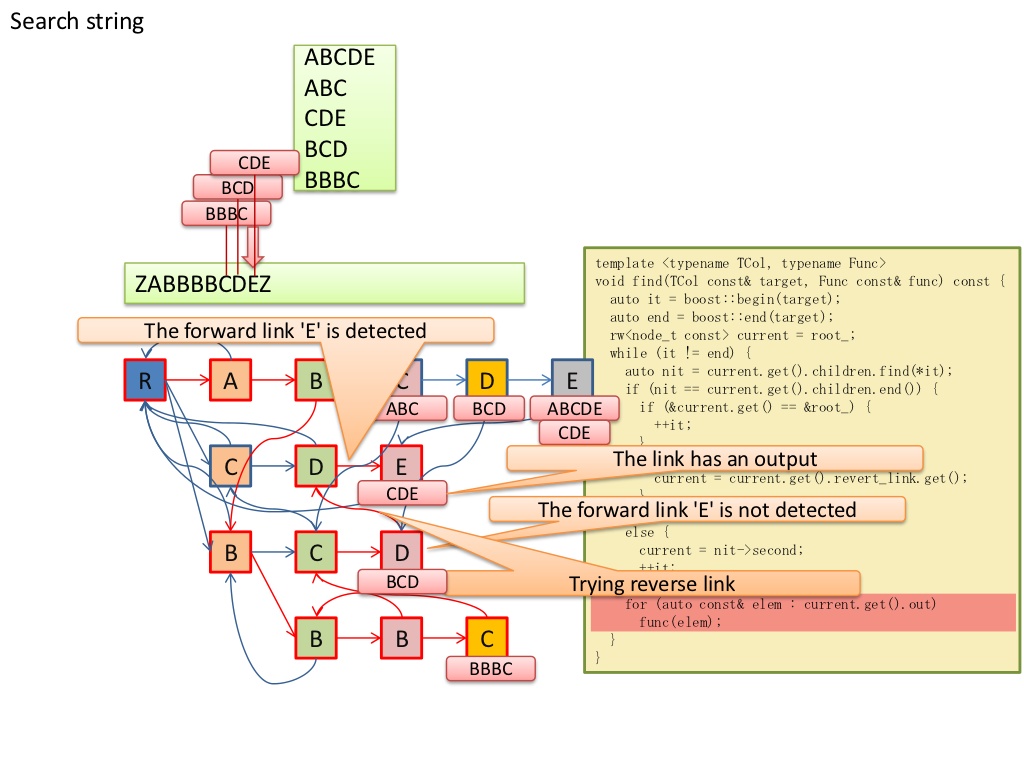 Search string
ABCDE
ABC
CDE
BCD
BBBC
CDE
BCD
BBBC
ZABBBBCDEZ
The forward link 'E' is detected
R
A
B
C
D
E
ABC
BCD
ABCDE
CDE
C
D
E
CDE
B
C
D
BCD
B
B
C
BBBC
The link has an output
The forward link 'E' is not detected
Trying reverse link
template <typename TCol, typename Func>
void find(TCol const& target, Func const& func) const {
auto it = boost::begin(target);
auto end = boost::end(target);
rw<node_t const> current = root_;
while (it != end) {
auto nit = current.get().children.find(*it);
if (nit == current.get().children.end()) {
if (&current.get() == &root_) {
++it;
}
current = current.get().revert_link.get();
}
else {
current = nit->second;
++it;
for (auto const& elem : current.get().out)
func(elem);
}
}